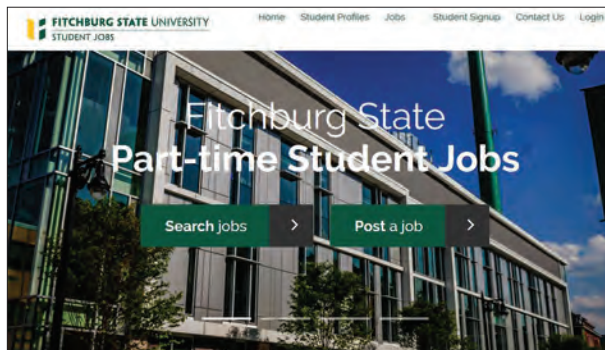 FITCHBURG STATE UNIVERSITY
STUDENT JOBS
Home Student Profiles Jobs Student Signup Contact Us Login
Fitchburg State
Part-time Student Jobs
Search jobs
Post a job